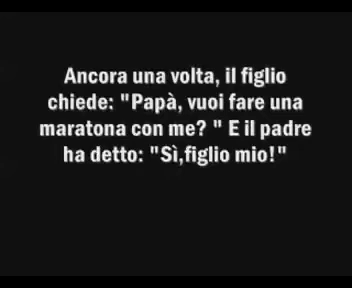 Ancora una volta, il figlio
chiede: "Papà, vuoi fare una
maratona con me? " E il padre
ha detto: "Sì,figlio mio!"